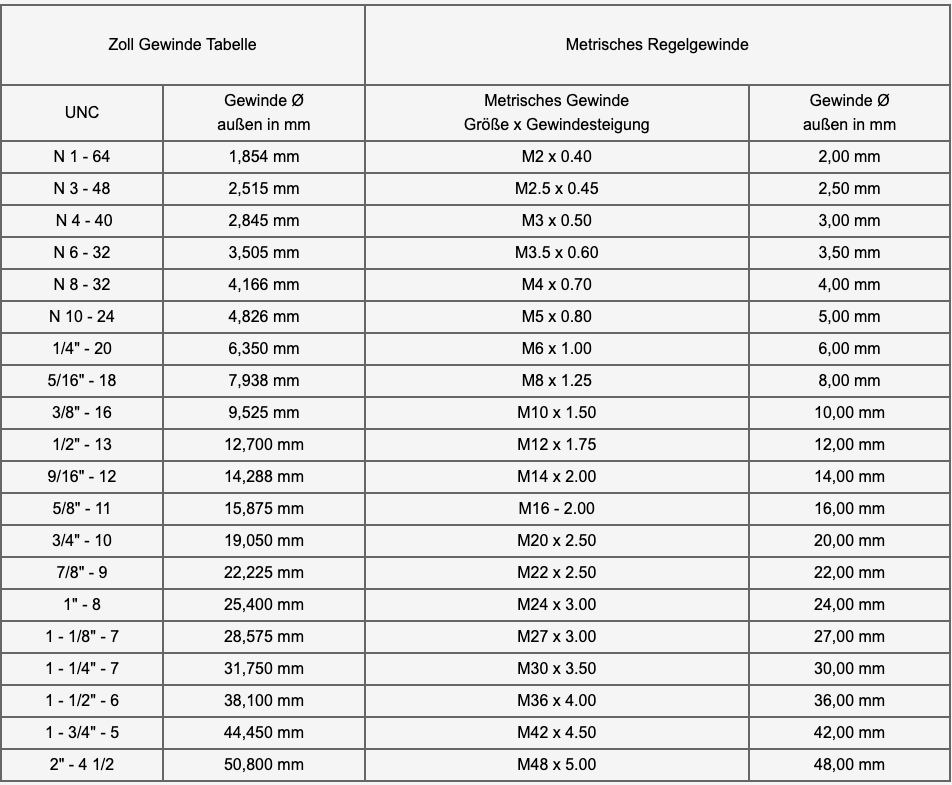 Zoll Gewinde Tabelle Metrisches Regelgewinde
UNC Gewinde Ø außen in mm Metrisches Gewinde Größe x Gewindesteigung Gewinde Ø außen in mm
N 1 - 64 1,854 mm M2 x 0.40 2,00 mm
N 3 - 48 2,515 mm M2.5 x 0.45 2,50 mm
N 4 - 40 2,845 mm M3 x 0.50 3,00 mm
N 6 - 32 3,505 mm M3.5 x 0.60 3,50 mm
N 8 - 32 4,166 mm M4 x 0.70 4,00 mm
N 10 - 24 4,826 mm M5 x 0.80 5,00 mm
1/4" - 20 6,350 mm M6 x 1.00 6,00 mm
5/16" - 18 7,938 mm M8 x 1.25 8,00 mm
3/8" - 16 9,525 mm M10 x 1.50 10,00 mm
1/2" - 13 12,700 mm M12 x 1.75 12,00 mm
9/16" - 12 14,288 mm M14 x 2.00 14,00 mm
5/8" - 11 15,875 mm M16 - 2.00 16,00 mm
3/4" - 10 19,050 mm M20 x 2.50 20,00 mm
7/8" - 9 22,225 mm M22 x 2.50 22,00 mm
1" - 8 25,400 mm M24 x 3.00 24,00 mm
1 - 1/8" - 7 28,575 mm M27 x 3.00 27,00 mm
1 - 1/4" - 7 31,750 mm M30 x 3.50 30,00 mm
1 - 1/2" - 6 38,100 mm M36 x 4.00 36,00 mm
1 - 3/4" - 5 44,450 mm M42 x 4.50 42,00 mm
2" - 4 1/2 50,800 mm M48 x 5.00 48,00 mm